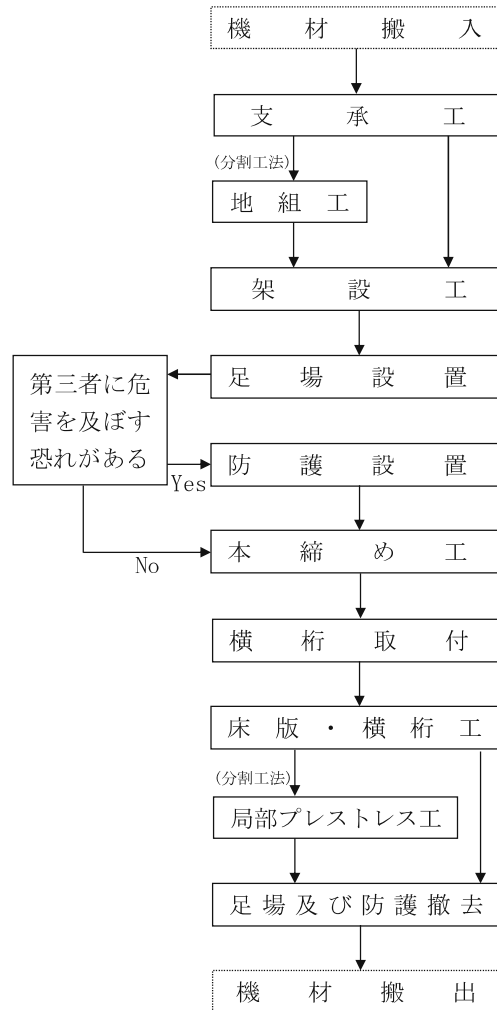 機材搬入
支承工
(分割工法)
地組工
架設工
足場設置
第三者に危
害を及ぼす
恐れがある
防護設置
Yes
本締め工
No
横桁取付
床版・横桁工
(分割工法)
局部プレストレス工
足場及び防護撤去
機材搬出